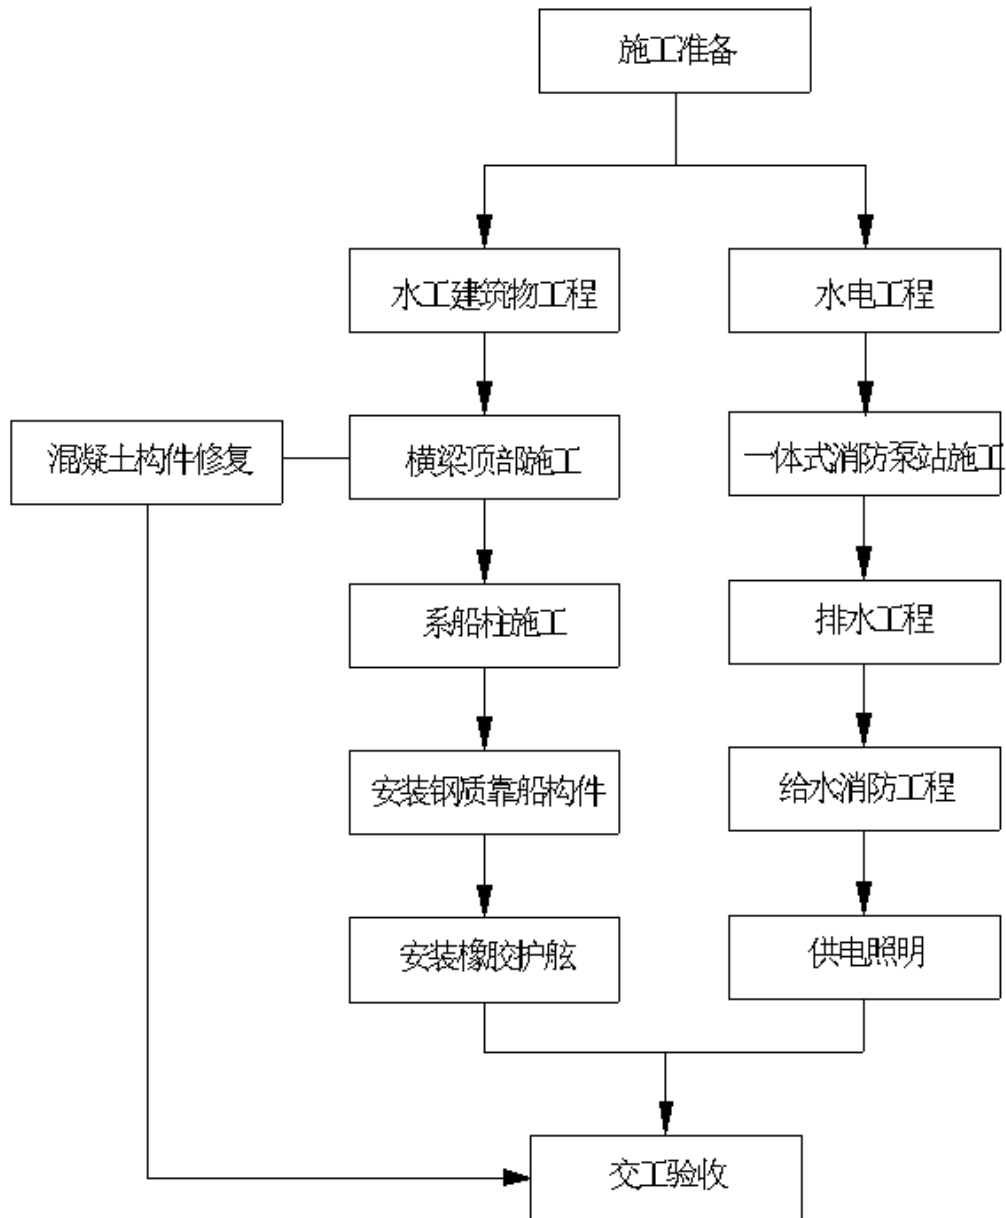 施工准备
水工建筑物工程
水电工程
混凝土构件修复
横梁顶部施工
一体式消防泵站施工
系船柱施工
排水工程
安装钢质靠船构件
给水消防工程
安装橡胶护舷
供电照明
交工验收